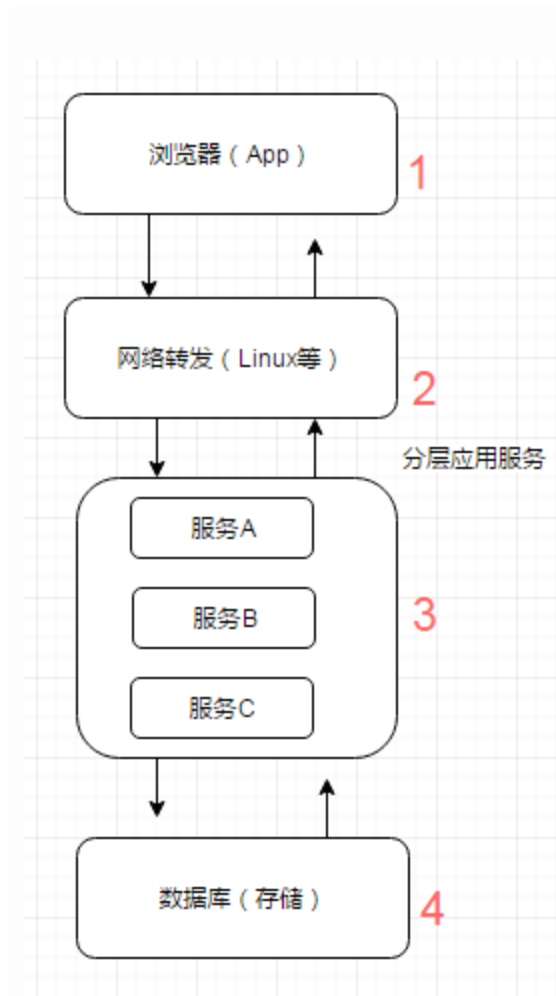 浏览器（App）
1
网络转发（Linux等）
2
分层应用服务
服务A
服务B
3
服务C
数据库（存储）
4